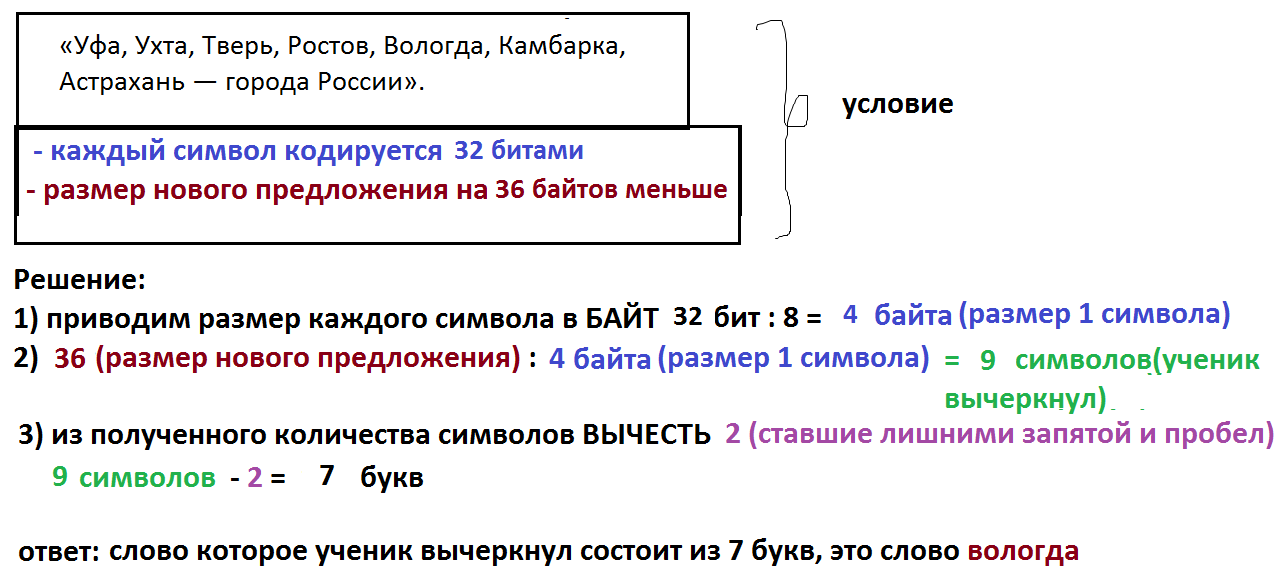 «Уфа, Ухта, Тверь, Ростов, Вологда, Камбарка,
Астрахань — города России».
условие
- каждый символ кодируется 32 битами
- размер нового предложения на 36 байтов меньше
Решение:
1) приводим размер каждого символа в БАЙТ 32 бит : 8 = 4 байта (размер 1 символа)
2) 36 (размер нового предложения) : 4 байта (размер 1 символа) = 9 символов(ученик
вычеркнул)
3) из полученного количества символов ВЫЧЕСТЬ 2 (ставшие лишними запятой и пробел)
9 символов - 2 = 7 букв
ответ: слово которое ученик вычеркнул состоит из 7 букв, это слово вологда